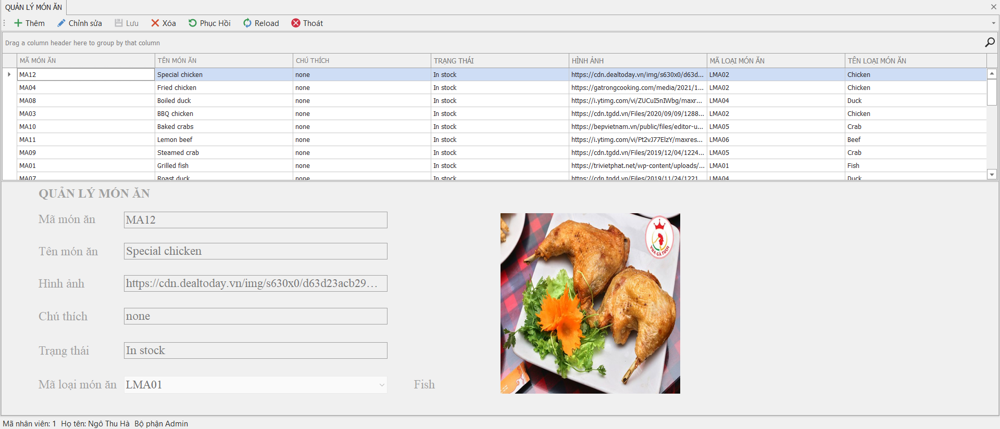 QUẢN LÝ MÓN ĂN
Thêm Chỉnh sửa Lưu Xóa Phục Hồi Reload Thoát
Drag a column header here to group by that column
MÃ MÓN ĂN TÊN MÓN ĂN CHÚ THÍCH TRẠNG THÁI HÌNH ẢNH MÃ LOẠI MÓN ĂN TÊN LOẠI MÓN ĂN
MA12 Special chicken none In stock https://cdn.dealtoday.vn/img/s630x0/d63d... LMA02 Chicken
MA04 Fried chicken none In stock https://gatrongcooking.com/media/2021/1... LMA02 Chicken
MA08 Boiled duck none In stock https://i.ytimg.com/vi/ZUCuI5nIWbg/maxr... LMA04 Duck
MA03 BBQ chicken none In stock https://cdn.tgdd.vn/Files/2020/09/09/1288... LMA02 Chicken
MA10 Baked crabs none In stock https://bepvietnam.vn/public/files/editor-u... LMA05 Crab
MA11 Lemon beef none In stock https://i.ytimg.com/vi/Pt2vJ77ElzY/maxres... LMA06 Beef
MA09 Steamed crab none In stock https://cdn.tgdd.vn/Files/2019/12/04/1224... LMA05 Crab
MA01 Grilled fish none In stock https://trivietphat.net/wp-content/uploads/... LMA01 Fish
MA07 Roast duck none In stock https://cdn.tgdd.vn/Files/2019/11/24/1221... LMA04 Duck
QUẢN LÝ MÓN ĂN
Mã món ăn MA12
Tên món ăn Special chicken
Hình ảnh https://cdn.dealtoday.vn/img/s630x0/d63d23acb29...
Chú thích none
Trạng thái In stock
Mã loại món ăn LMA01 Fish
VUA GÀ TƯƠI
Mã nhân viên: 1 Họ tên: Ngô Thu Hà Bộ phận Admin